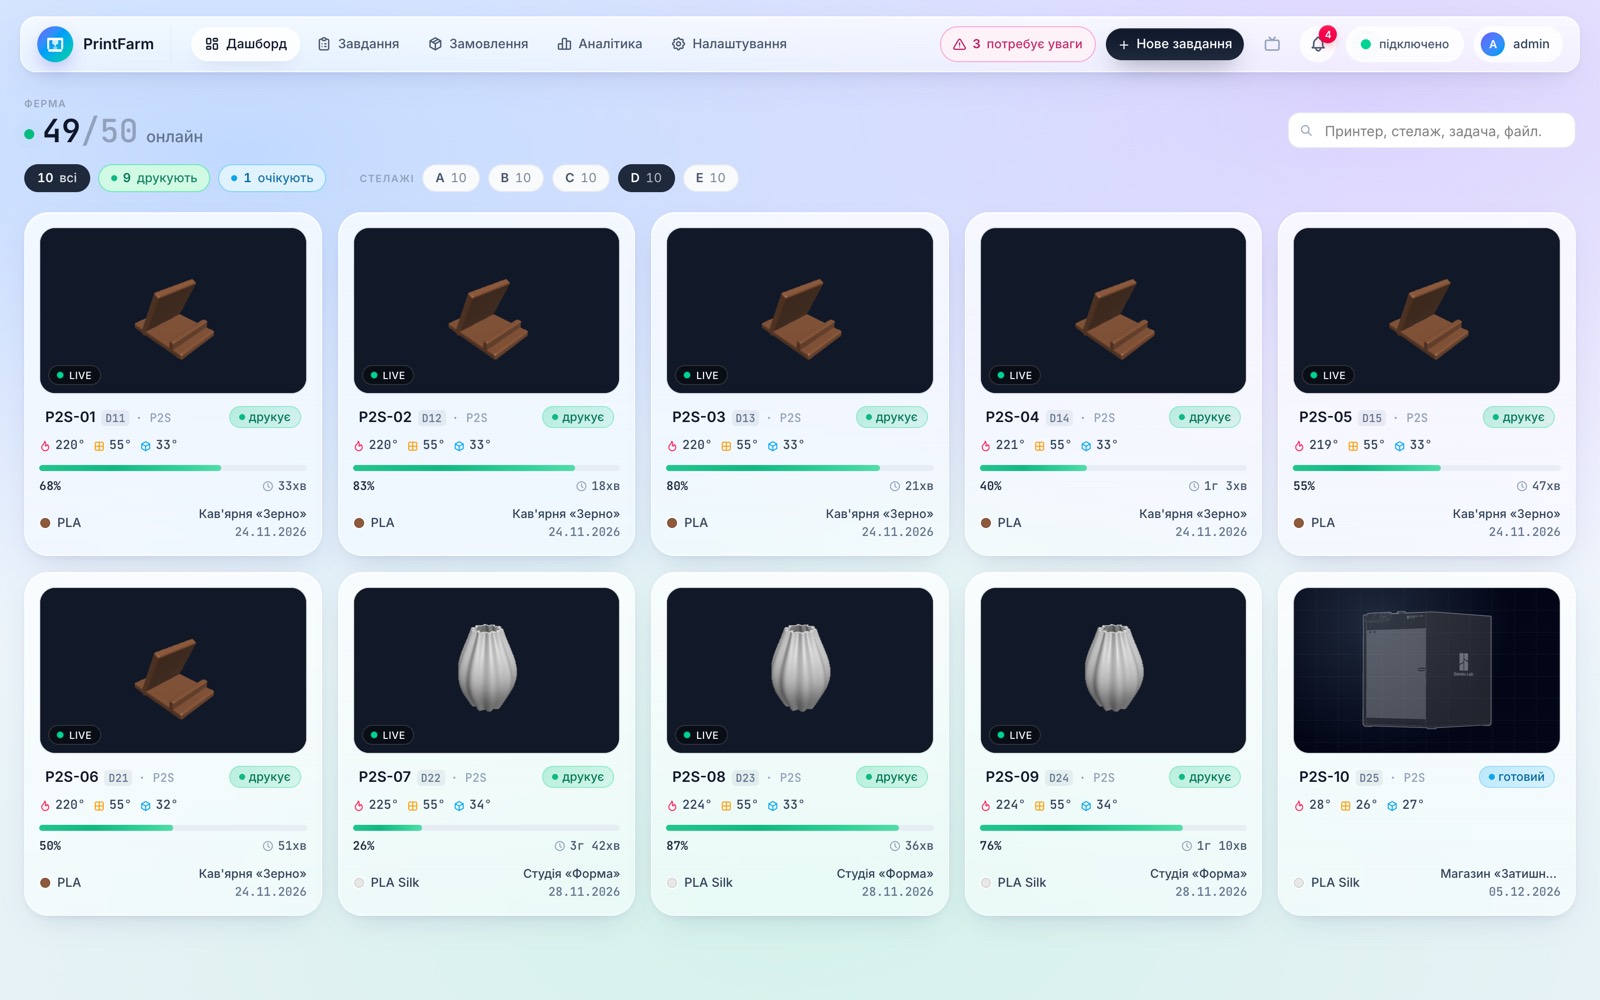 PrintFarm
Дашборд
Завдання
Замовлення
Аналітика
Налаштування
3 потребує уваги
+ Нове завдання
4
підключено
A admin
ФЕРМА
49/50 онлайн
Принтер, стелаж, задача, файл.
10 всі
9 друкують
1 очікують
СТЕЛАЖІ
A 10
B 10
C 10
D 10
E 10
LIVE
P2S-01 D11 · P2S друкує
220° 55° 33°
68% 33хв
PLA Кав'ярня «Зерно»
24.11.2026
LIVE
P2S-02 D12 · P2S друкує
220° 55° 33°
83% 18хв
PLA Кав'ярня «Зерно»
24.11.2026
LIVE
P2S-03 D13 · P2S друкує
220° 55° 33°
80% 21хв
PLA Кав'ярня «Зерно»
24.11.2026
LIVE
P2S-04 D14 · P2S друкує
221° 55° 33°
40% 1г 3хв
PLA Кав'ярня «Зерно»
24.11.2026
LIVE
P2S-05 D15 · P2S друкує
219° 55° 33°
55% 47хв
PLA Кав'ярня «Зерно»
24.11.2026
LIVE
P2S-06 D21 · P2S друкує
220° 55° 32°
50% 51хв
PLA Кав'ярня «Зерно»
24.11.2026
LIVE
P2S-07 D22 · P2S друкує
225° 55° 34°
26% 3г 42хв
PLA Silk Студія «Форма»
28.11.2026
LIVE
P2S-08 D23 · P2S друкує
224° 55° 33°
87% 36хв
PLA Silk Студія «Форма»
28.11.2026
LIVE
P2S-09 D24 · P2S друкує
224° 55° 34°
76% 1г 10хв
PLA Silk Студія «Форма»
28.11.2026
P2S-10 D25 · P2S готовий
28° 26° 27°
PLA Silk Магазин «Затишн…
05.12.2026